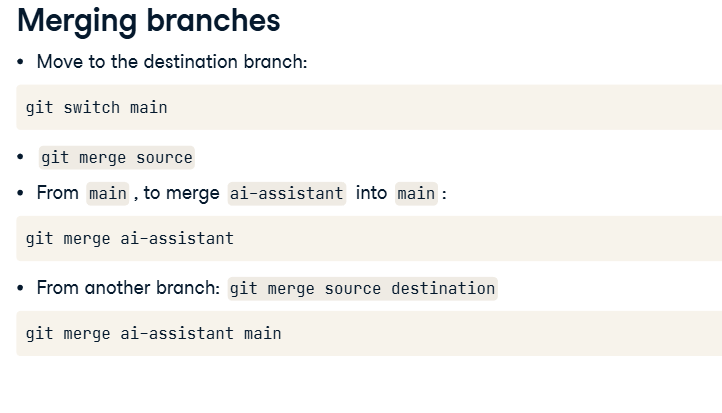 Merging branches
• Move to the destination branch:
git switch main
• git merge source
• From main , to merge ai-assistant into main :
git merge ai-assistant
• From another branch: git merge source destination
git merge ai-assistant main